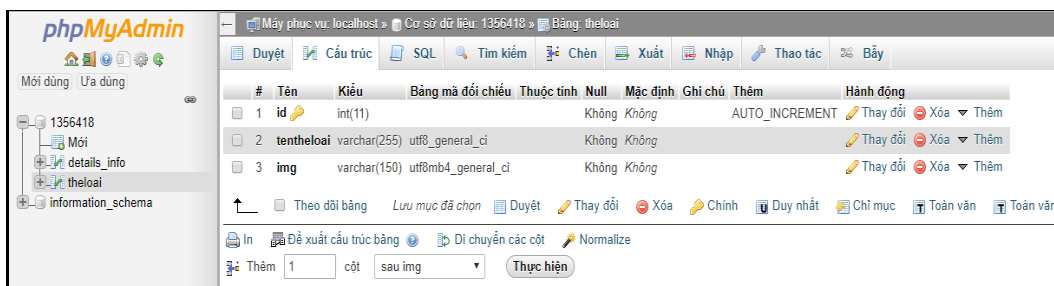 phpMyAdmin
Mới dùng Ưa dùng
1356418
Mới
details_info
theloai
information_schema
← Máy phục vụ: localhost » Cơ sở dữ liệu: 1356418 » Bảng: theloai
Duyệt Cấu trúc SQL Tìm kiếm Chèn Xuất Nhập Thao tác Bẫy
# Tên Kiểu Bảng mã đối chiếu Thuộc tính Null Mặc định Ghi chú Thêm Hành động
1 id int(11) Không Không AUTO_INCREMENT Thay đổi Xóa Thêm
2 tentheloai varchar(255) utf8_general_ci Không Không Thay đổi Xóa Thêm
3 img varchar(150) utf8mb4_general_ci Không Không Thay đổi Xóa Thêm
Theo dõi bảng Lưu mục đã chọn Duyệt Thay đổi Xóa Chính Duy nhất Chỉ mục Toàn văn Toàn văn
In Đề xuất cấu trúc bảng Di chuyển các cột Normalize
Thêm 1 cột sau img Thực hiện